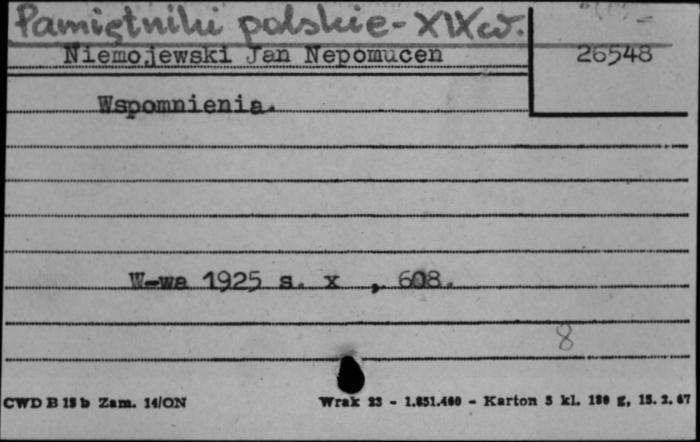 Pamiętniki polskie - XIX w.
Niemojewski Jan Nepomucen
26548
Wspomnienia.
W-wa 1925 s. x , 608.
8
CWD B 15 b Zam. 14/ON
Wrak 23 - 1.851.400 - Karton 5 kl. 180 g, 15. 2. 67